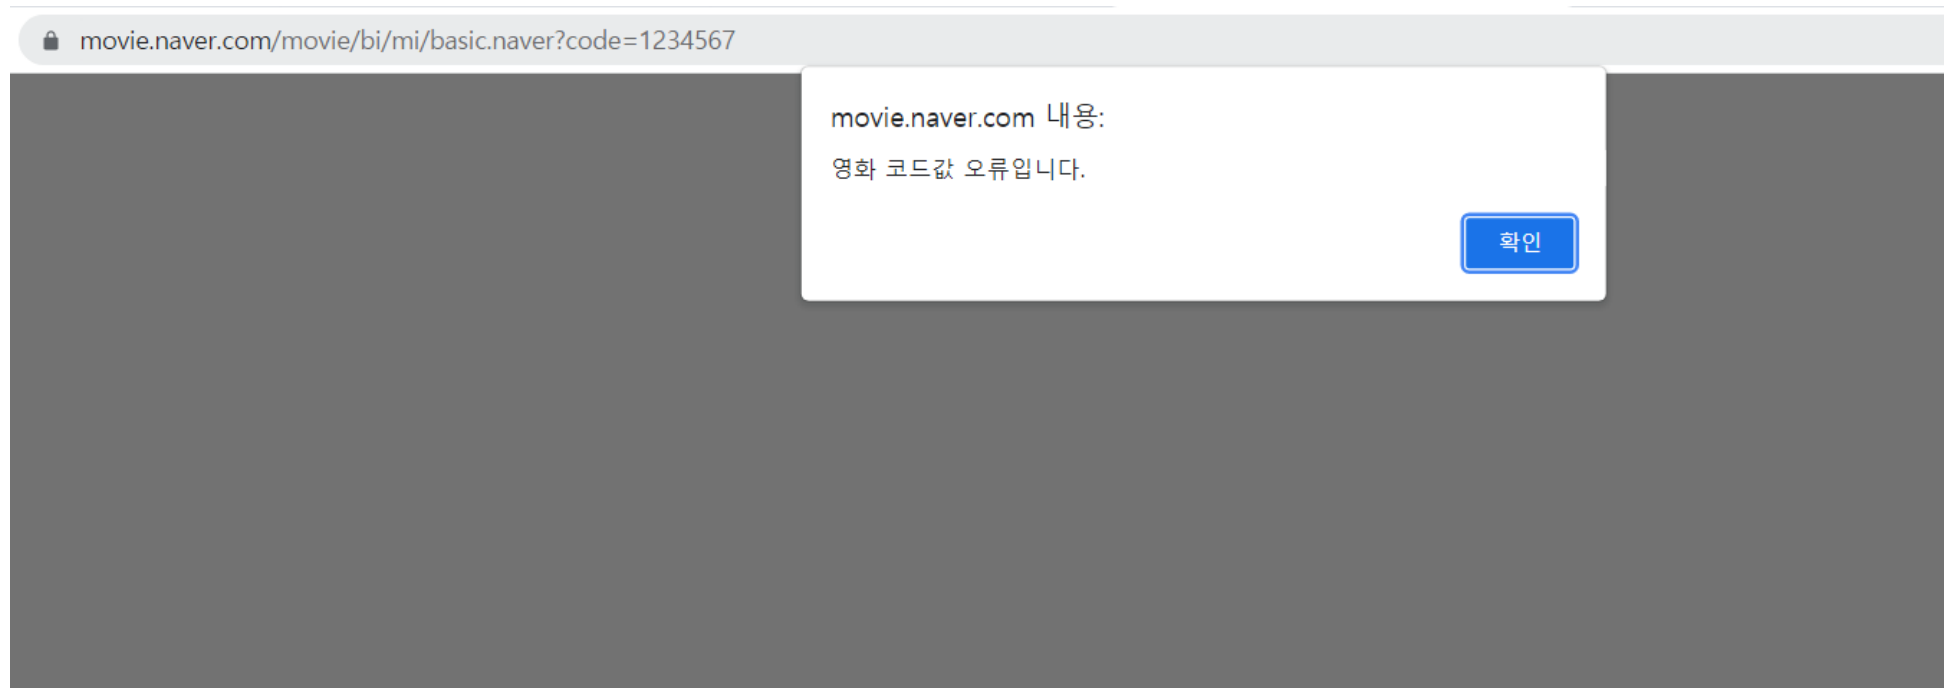 movie.naver.com/movie/bi/mi/basic.naver?code=1234567
movie.naver.com 내용:
영화 코드값 오류입니다.
확인